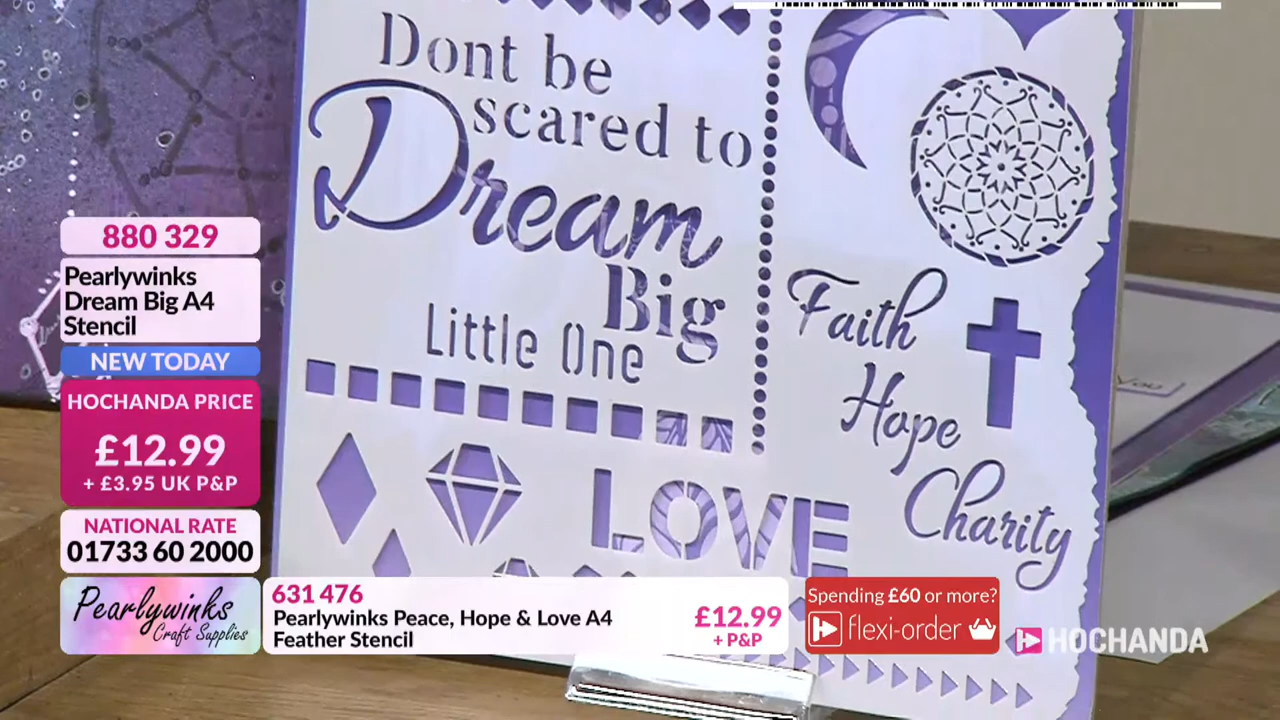 Dont be
scared to
Dream
Big
Little One
Faith
Hope
Charity
LOVE
You
880 329
Pearlywinks
Dream Big A4
Stencil
NEW TODAY
HOCHANDA PRICE
£12.99
+ £3.95 UK P&P
NATIONAL RATE
01733 60 2000
Pearlywinks
Craft Supplies
631 476
Pearlywinks Peace, Hope & Love A4
Feather Stencil
£12.99
+ P&P
Spending £60 or more?
flexi-order
HOCHANDA